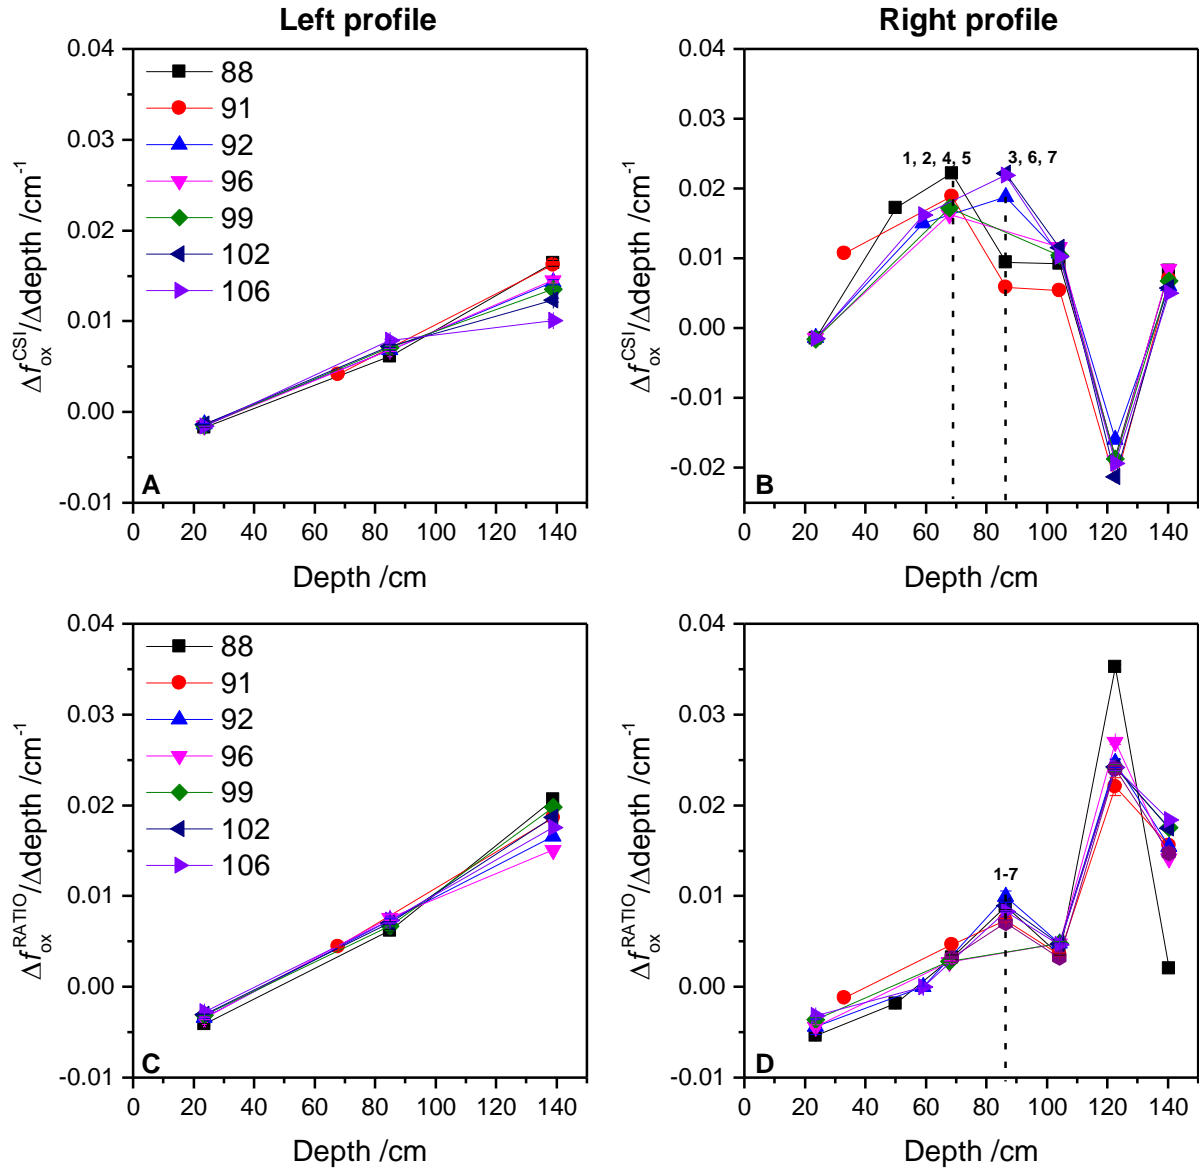 Left profile
Right profile
0.04
0.03
0.02
0.01
0.00
-0.01
Δf_ox^CSI/Δdepth /cm⁻¹
88
91
92
96
99
102
106
A
0 20 40 60 80 100 120 140
Depth /cm
0.04
0.03
0.02
0.01
0.00
-0.01
-0.02
Δf_ox^CSI/Δdepth /cm⁻¹
1, 2, 4, 5
3, 6, 7
B
0 20 40 60 80 100 120 140
Depth /cm
0.04
0.03
0.02
0.01
0.00
-0.01
Δf_ox^RATIO/Δdepth /cm⁻¹
88
91
92
96
99
102
106
C
0 20 40 60 80 100 120 140
Depth /cm
0.04
0.03
0.02
0.01
0.00
-0.01
Δf_ox^RATIO/Δdepth /cm⁻¹
1-7
D
0 20 40 60 80 100 120 140
Depth /cm